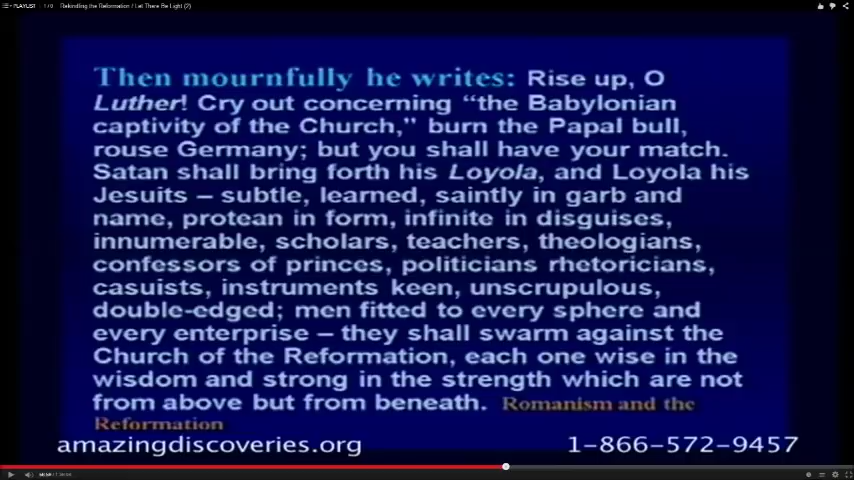 PLAYLIST 1/6 Rekindling the Reformation / Let There Be Light (2)
Then mournfully he writes: Rise up, O
Luther! Cry out concerning “the Babylonian
captivity of the Church,” burn the Papal bull,
rouse Germany; but you shall have your match.
Satan shall bring forth his Loyola, and Loyola his
Jesuits – subtle, learned, saintly in garb and
name, protean in form, infinite in disguises,
innumerable, scholars, teachers, theologians,
confessors of princes, politicians rhetoricians,
casuists, instruments keen, unscrupulous,
double-edged; men fitted to every sphere and
every enterprise – they shall swarm against the
Church of the Reformation, each one wise in the
wisdom and strong in the strength which are not
from above but from beneath. Romanism and the
Reformation
amazingdiscoveries.org 1-866-572-9457